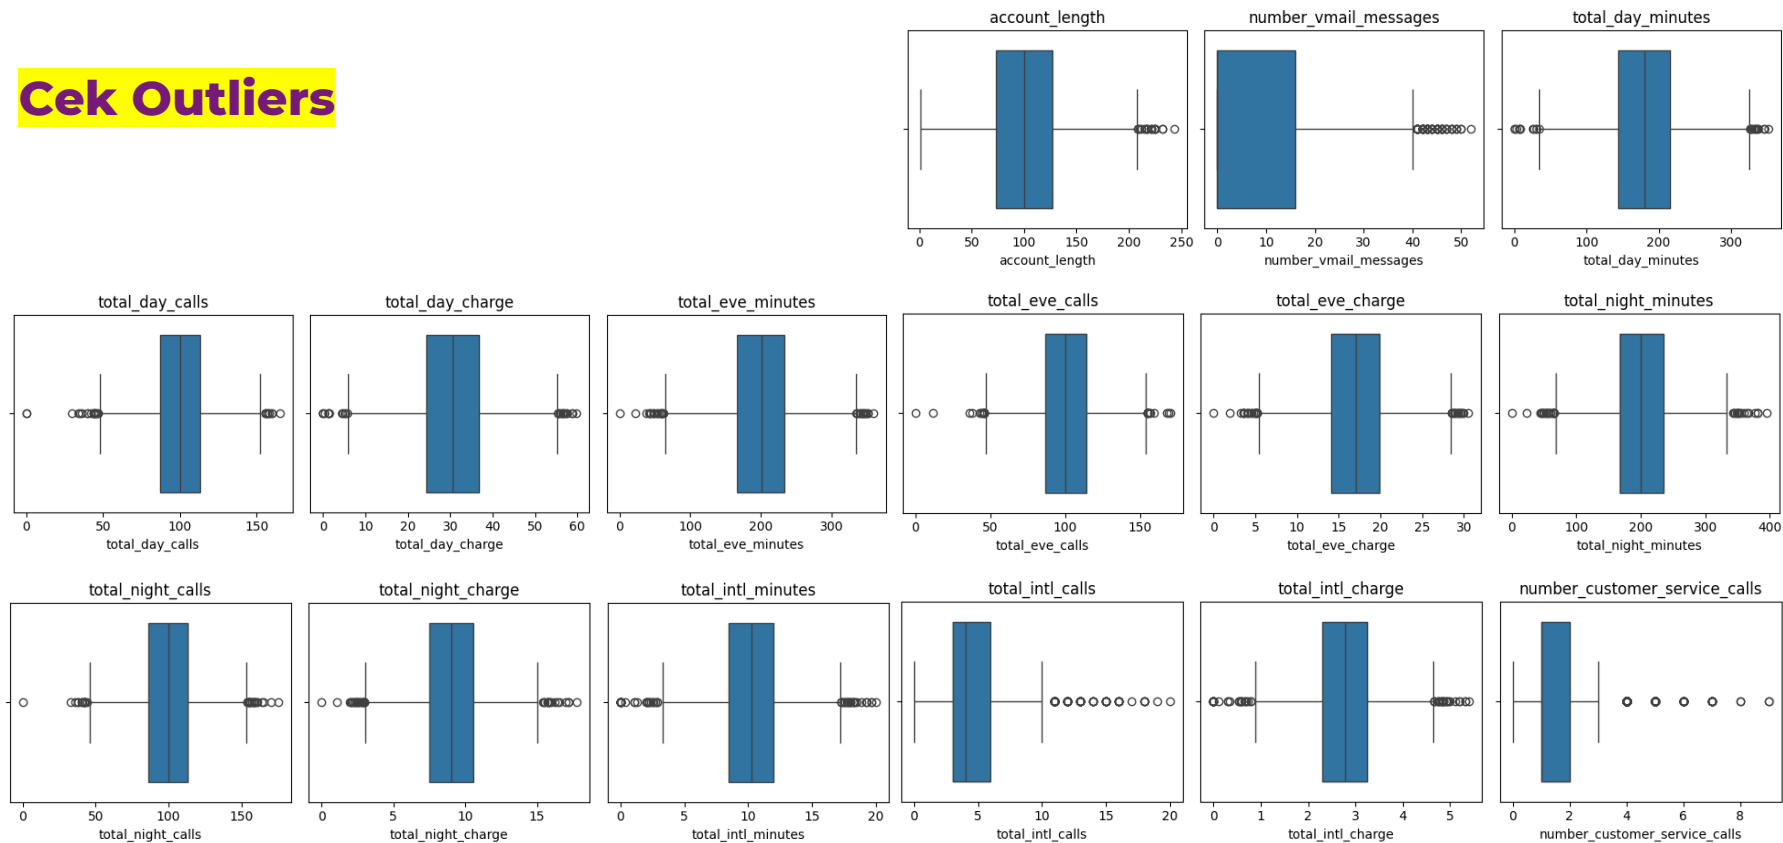 Cek Outliers
account_length
0 50 100 150 200 250
account_length
number_vmail_messages
0 10 20 30 40 50
number_vmail_messages
total_day_minutes
0 100 200 300
total_day_minutes
total_day_calls
0 50 100 150
total_day_calls
total_day_charge
0 10 20 30 40 50 60
total_day_charge
total_eve_minutes
0 100 200 300
total_eve_minutes
total_eve_calls
0 50 100 150
total_eve_calls
total_eve_charge
0 5 10 15 20 25 30
total_eve_charge
total_night_minutes
0 100 200 300 400
total_night_minutes
total_night_calls
0 50 100 150
total_night_calls
total_night_charge
0 5 10 15
total_night_charge
total_intl_minutes
0 5 10 15 20
total_intl_minutes
total_intl_calls
0 5 10 15 20
total_intl_calls
total_intl_charge
0 1 2 3 4 5
total_intl_charge
number_customer_service_calls
0 2 4 6 8
number_customer_service_calls